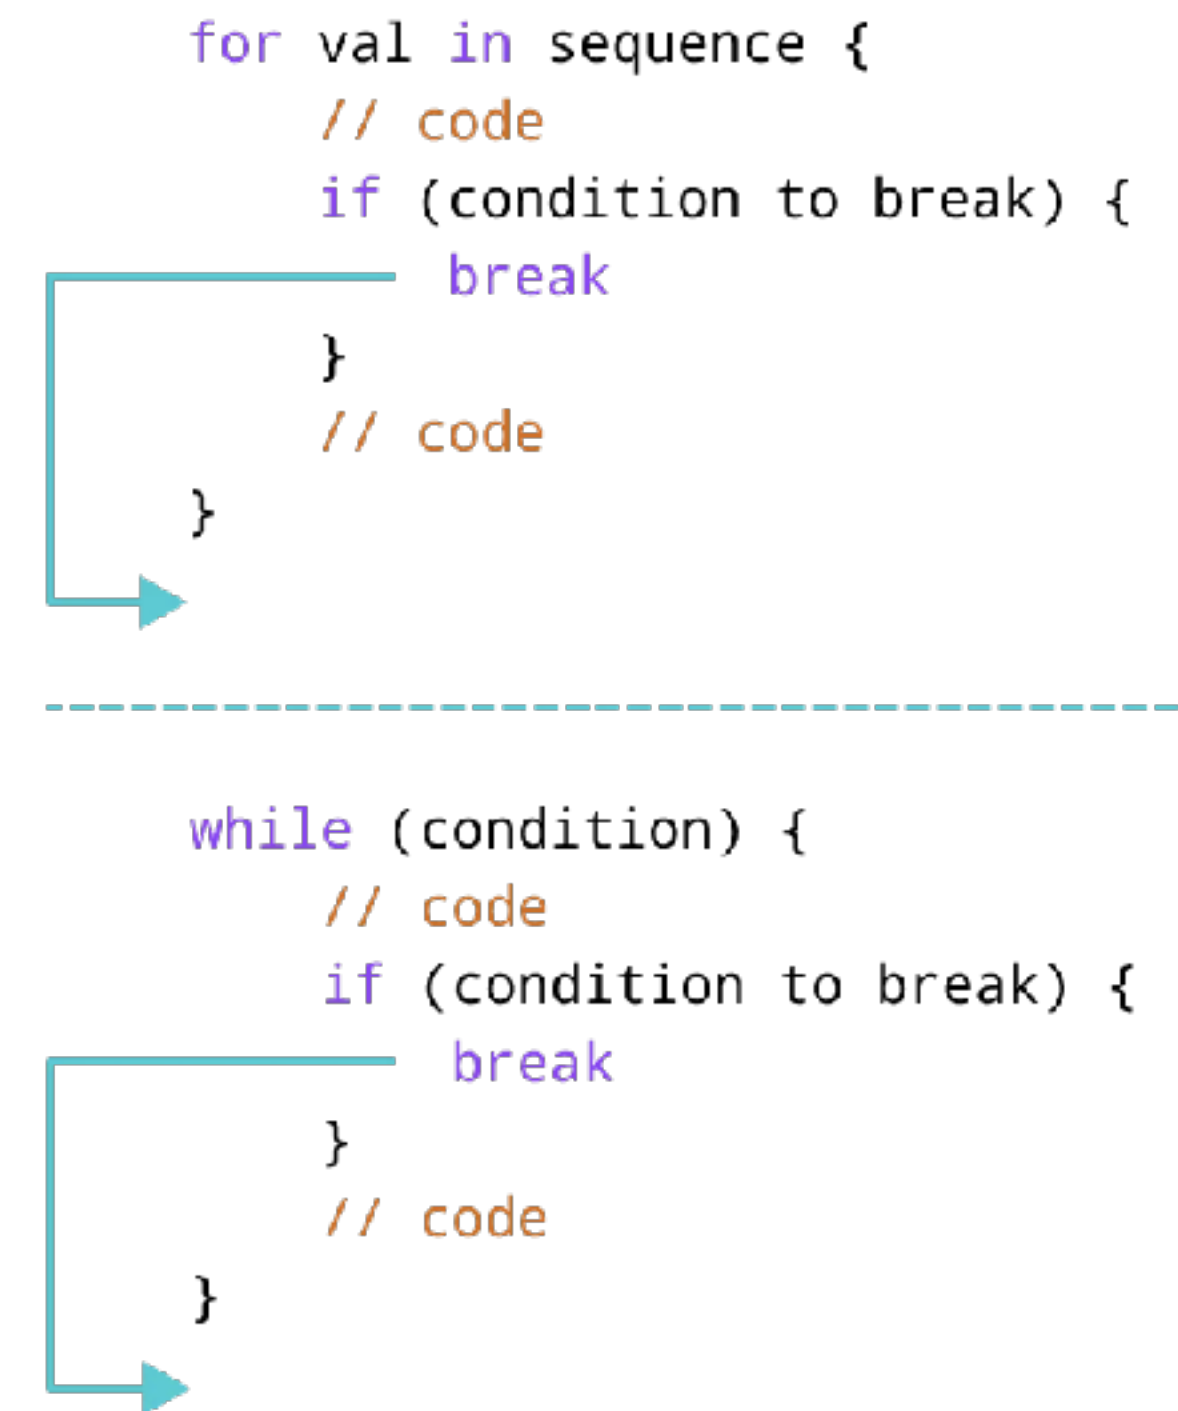 for val in sequence {
// code
if (condition to break) {
break
}
// code
}
while (condition) {
// code
if (condition to break) {
break
}
// code
}